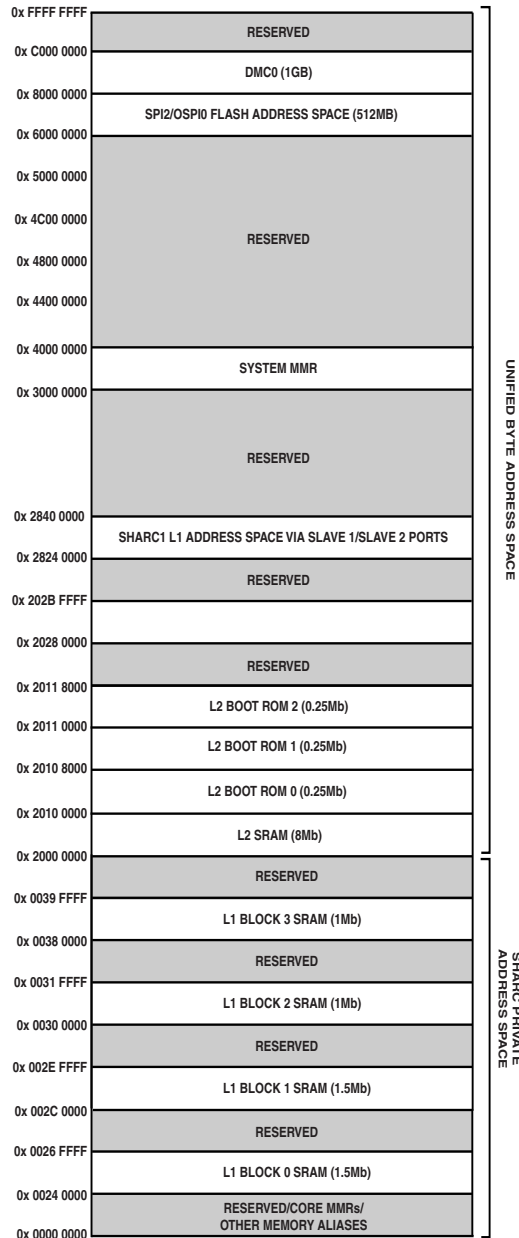 0x FFFF FFFF
RESERVED
0x C000 0000
DMC0 (1GB)
0x 8000 0000
SPI2/OSPI0 FLASH ADDRESS SPACE (512MB)
0x 6000 0000
0x 5000 0000
0x 4C00 0000
RESERVED
0x 4800 0000
0x 4400 0000
0x 4000 0000
SYSTEM MMR
0x 3000 0000
RESERVED
0x 2840 0000
SHARC1 L1 ADDRESS SPACE VIA SLAVE 1/SLAVE 2 PORTS
0x 2824 0000
RESERVED
0x 202B FFFF
0x 2028 0000
RESERVED
0x 2011 8000
L2 BOOT ROM 2 (0.25Mb)
0x 2011 0000
L2 BOOT ROM 1 (0.25Mb)
0x 2010 8000
L2 BOOT ROM 0 (0.25Mb)
0x 2010 0000
L2 SRAM (8Mb)
0x 2000 0000
UNIFIED BYTE ADDRESS SPACE
RESERVED
0x 0039 FFFF
L1 BLOCK 3 SRAM (1Mb)
0x 0038 0000
RESERVED
0x 0031 FFFF
L1 BLOCK 2 SRAM (1Mb)
0x 0030 0000
RESERVED
0x 002E FFFF
L1 BLOCK 1 SRAM (1.5Mb)
0x 002C 0000
RESERVED
0x 0026 FFFF
L1 BLOCK 0 SRAM (1.5Mb)
0x 0024 0000
RESERVED/CORE MMRs/
OTHER MEMORY ALIASES
0x 0000 0000
SHARC PRIVATE
ADDRESS SPACE